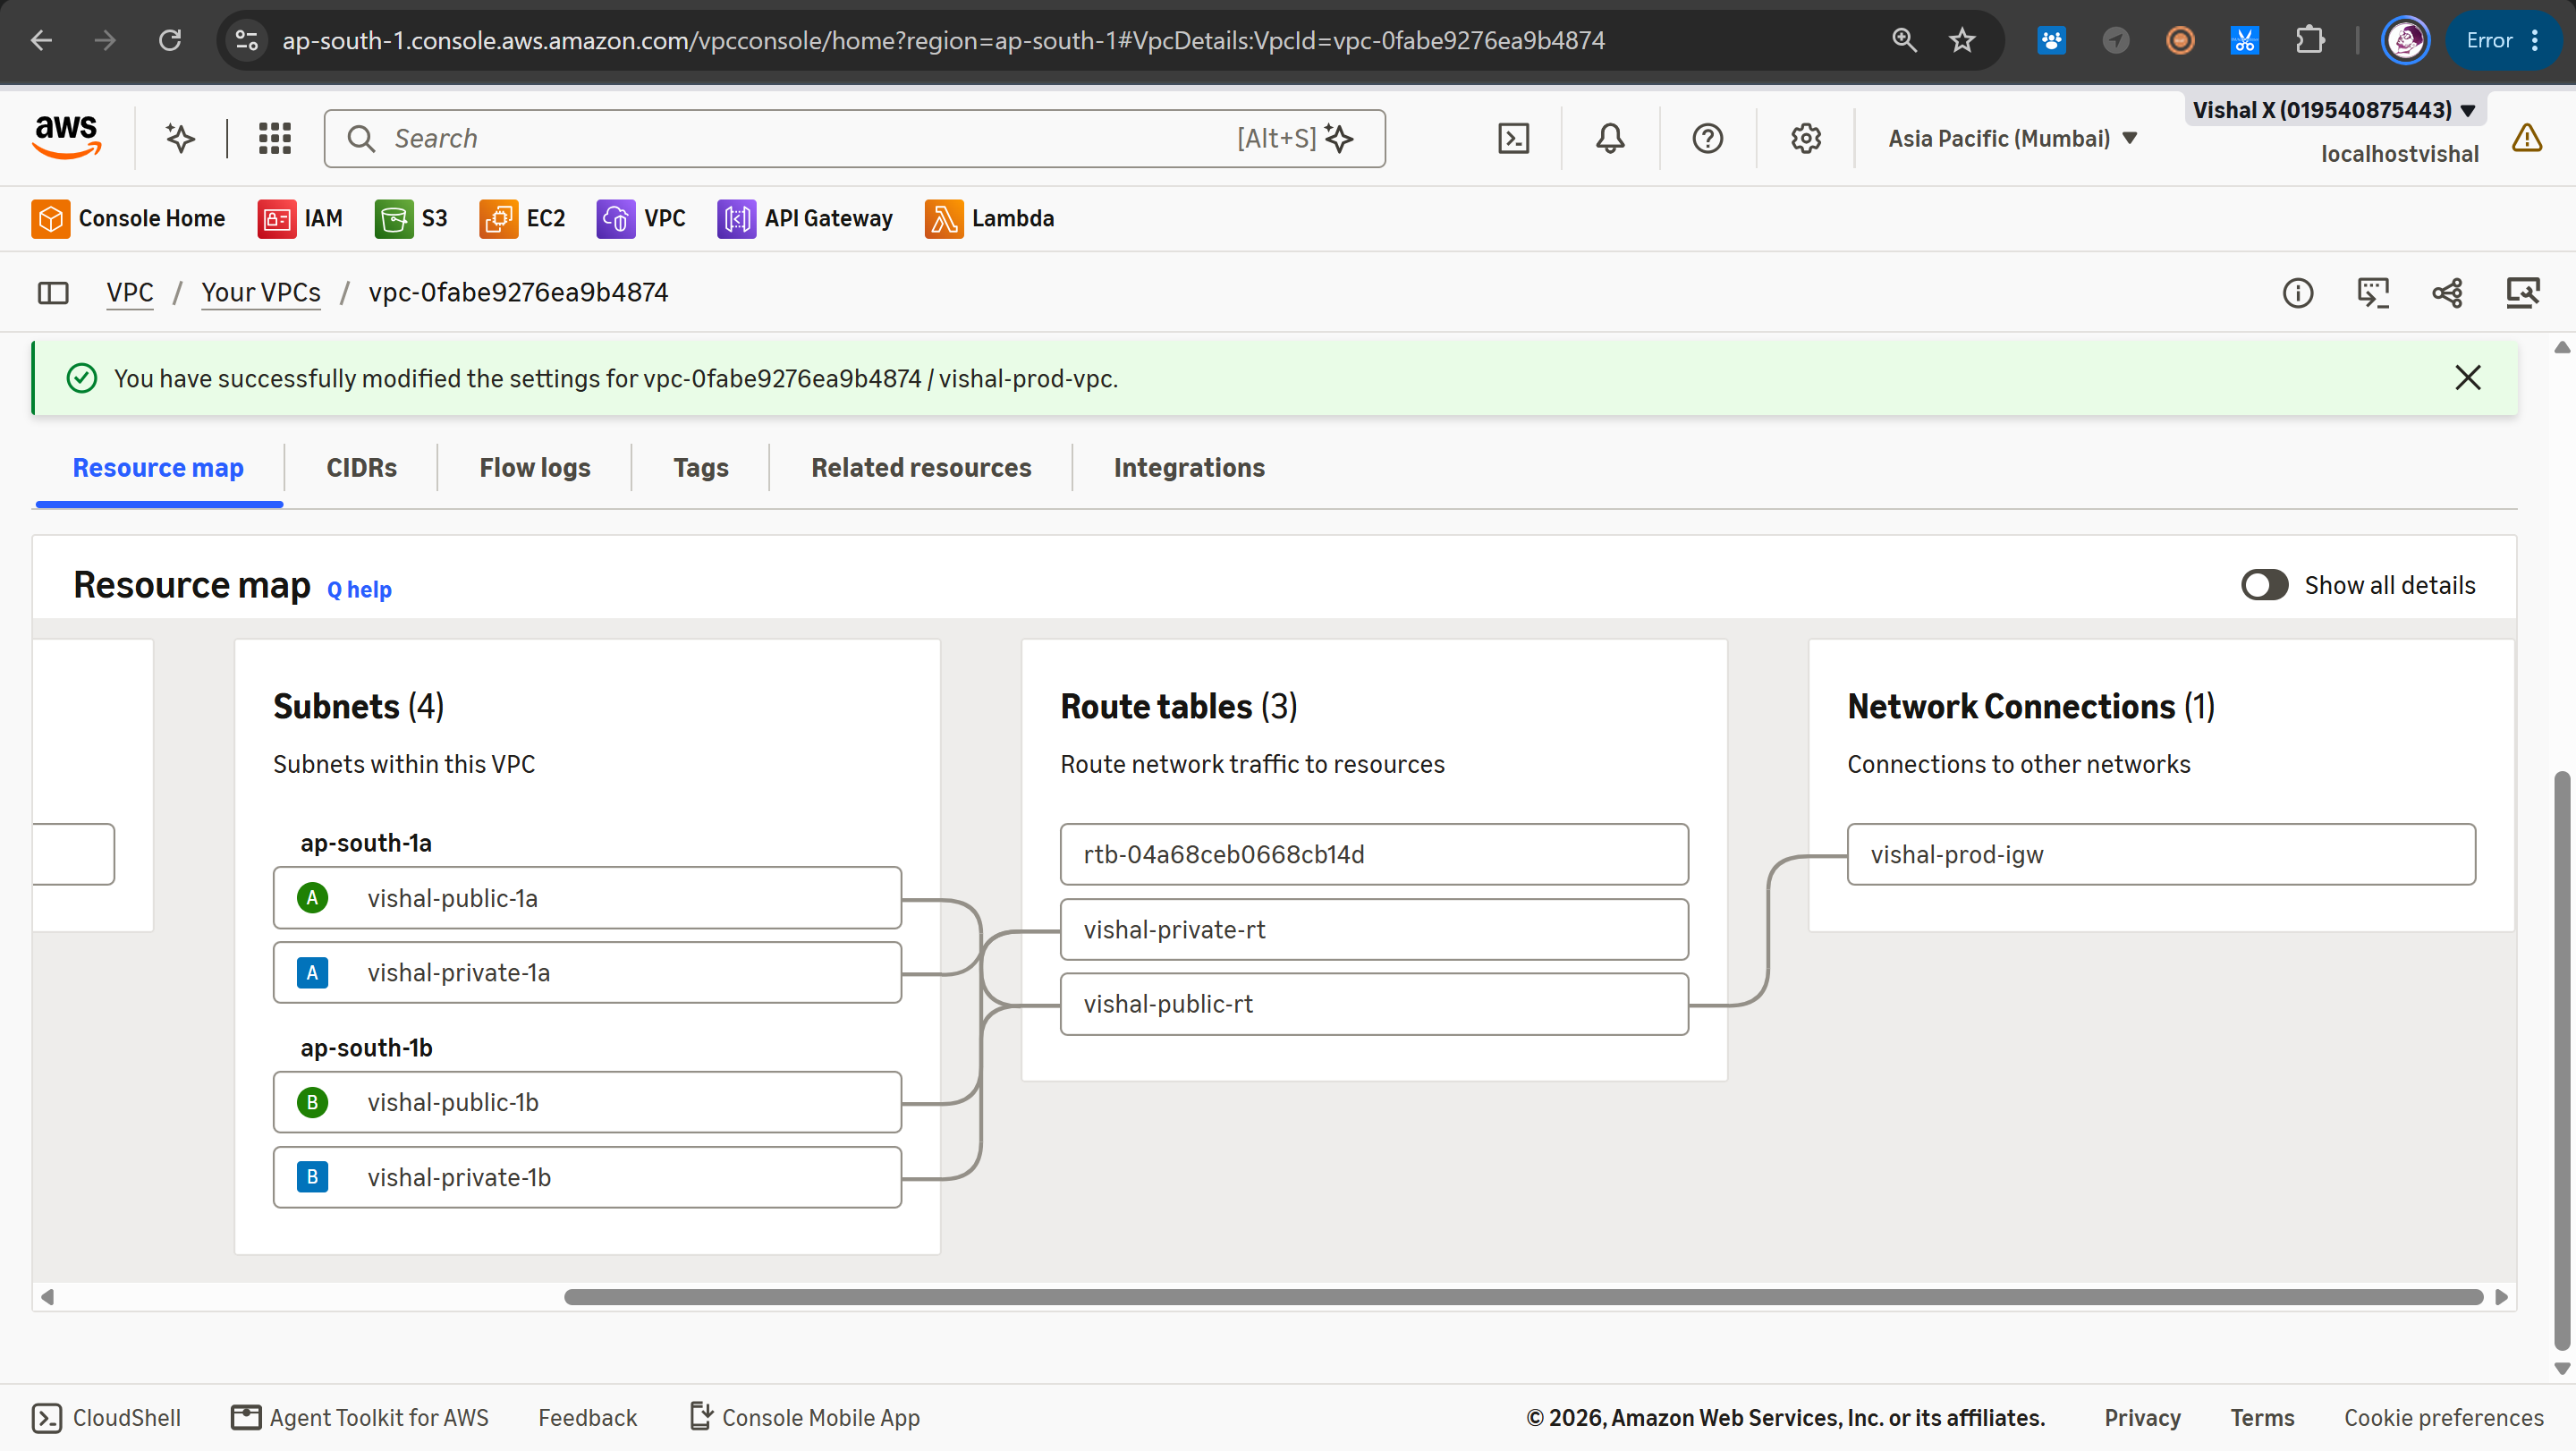 ap-south-1.console.aws.amazon.com/vpcconsole/home?region=ap-south-1#VpcDetails:VpcId=vpc-0fabe9276ea9b4874
Error
aws
Search
[Alt+S]
Asia Pacific (Mumbai)
Vishal X (019540875443)
localhostvishal
Console Home
IAM
S3
EC2
VPC
API Gateway
Lambda
VPC / Your VPCs / vpc-0fabe9276ea9b4874
You have successfully modified the settings for vpc-0fabe9276ea9b4874 / vishal-prod-vpc.
Resource map
CIDRs
Flow logs
Tags
Related resources
Integrations
Resource map Q help
Show all details
Subnets (4)
Subnets within this VPC
ap-south-1a
A vishal-public-1a
A vishal-private-1a
ap-south-1b
B vishal-public-1b
B vishal-private-1b
Route tables (3)
Route network traffic to resources
rtb-04a68ceb0668cb14d
vishal-private-rt
vishal-public-rt
Network Connections (1)
Connections to other networks
vishal-prod-igw
CloudShell
Agent Toolkit for AWS
Feedback
Console Mobile App
© 2026, Amazon Web Services, Inc. or its affiliates.
Privacy
Terms
Cookie preferences